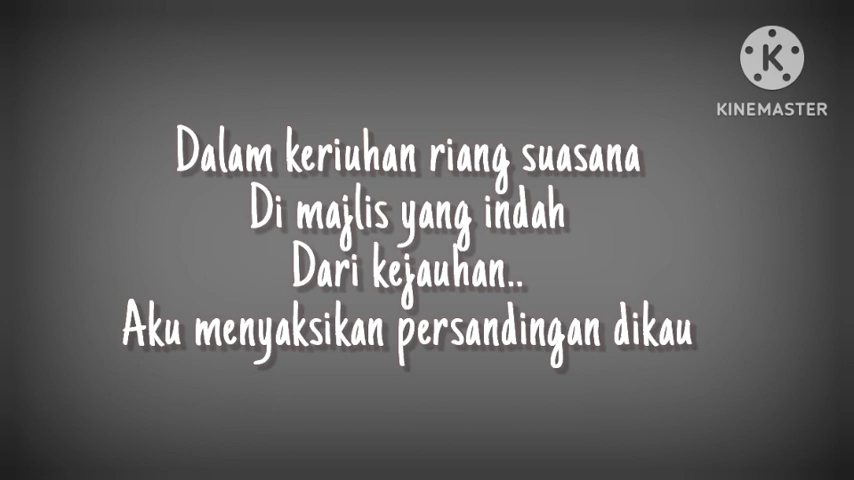 KINEMASTER
Dalam keriuhan riang suasana
Di majlis yang indah
Dari kejauhan..
Aku menyaksikan persandingan dikau